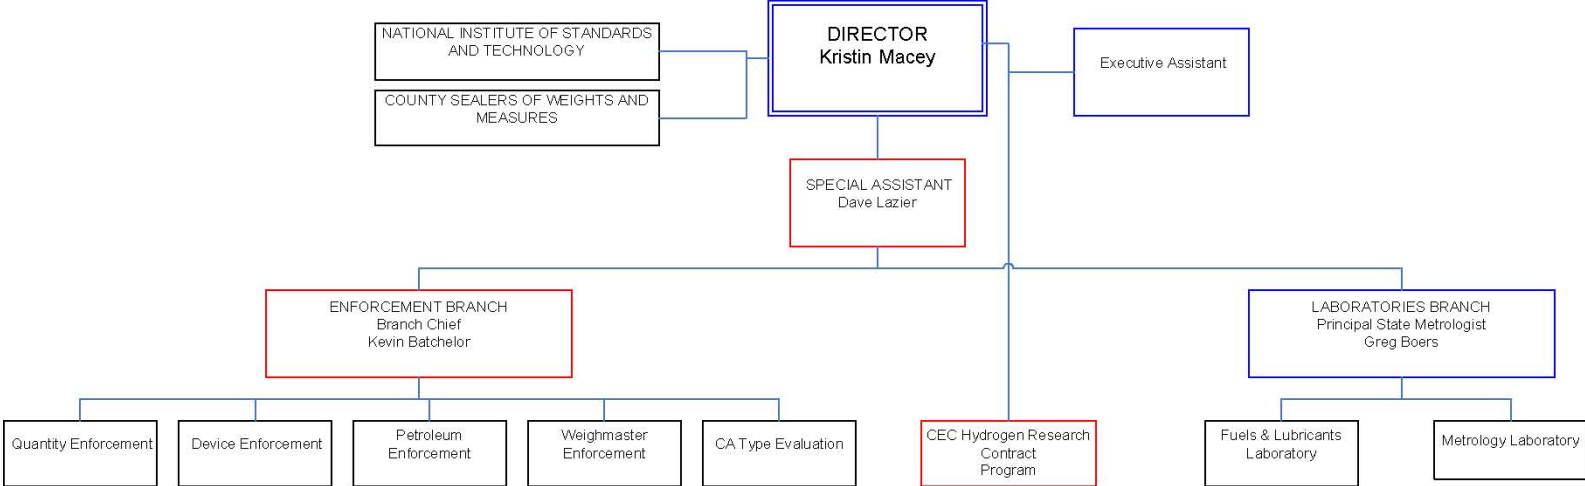 NATIONAL INSTITUTE OF STANDARDS
AND TECHNOLOGY
COUNTY SEALERS OF WEIGHTS AND
MEASURES
DIRECTOR
Kristin Macey
Executive Assistant
SPECIAL ASSISTANT
Dave Lazier
ENFORCEMENT BRANCH
Branch Chief
Kevin Batchelor
LABORATORIES BRANCH
Principal State Metrologist
Greg Boers
Quantity Enforcement
Device Enforcement
Petroleum
Enforcement
Weighmaster
Enforcement
CA Type Evaluation
CEC Hydrogen Research
Contract
Program
Fuels & Lubricants
Laboratory
Metrology Laboratory